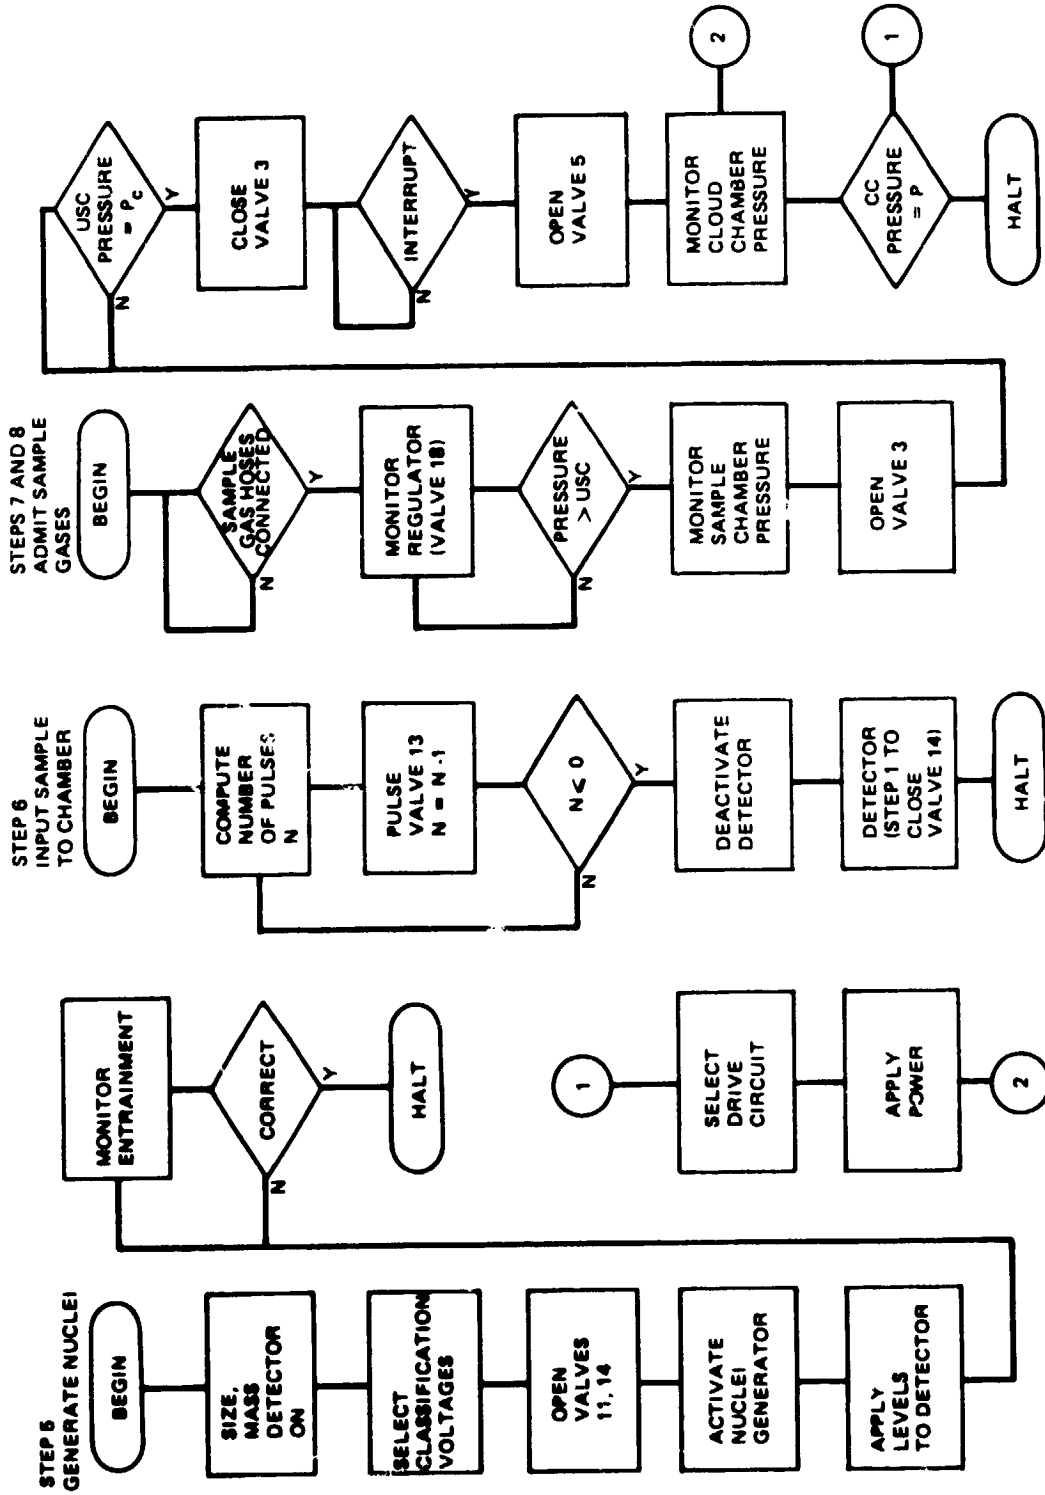 STEP 5
GENERATE NUCLEI
BEGIN
SIZE,
MASS
DETECTOR
ON
SELECT
CLASSIFICATION
VOLTAGES
OPEN
VALVES
11, 14
ACTIVATE
NUCLEI
GENERATOR
APPLY
LEVELS
TO DETECTOR
MONITOR
ENTRAINMENT
CORRECT
N
Y
HALT
1
SELECT
DRIVE
CIRCUIT
APPLY
POWER
2
STEP 6
INPUT SAMPLE
TO CHAMBER
BEGIN
COMPUTE
NUMBER
OF PULSES
N
PULSE
VALVE 13
N = N -1
N < 0
N
Y
DEACTIVATE
DETECTOR
DETECTOR
(STEP 1 TO
CLOSE
VALVE 14)
HALT
STEPS 7 AND 8
ADMIT SAMPLE
GASES
BEGIN
SAMPLE
GAS HOSES
CONNECTED
N
Y
MONITOR
REGULATOR
(VALVE 18)
PRESSURE
> USC
N
Y
MONITOR
SAMPLE
CHAMBER
PRESSURE
OPEN
VALVE 3
USC
PRESSURE
= Pc
N
Y
CLOSE
VALVE 3
INTERRUPT
N
Y
OPEN
VALVE 5
MONITOR
CLOUD
CHAMBER
PRESSURE
2
CC
PRESSURE
= P
1
HALT